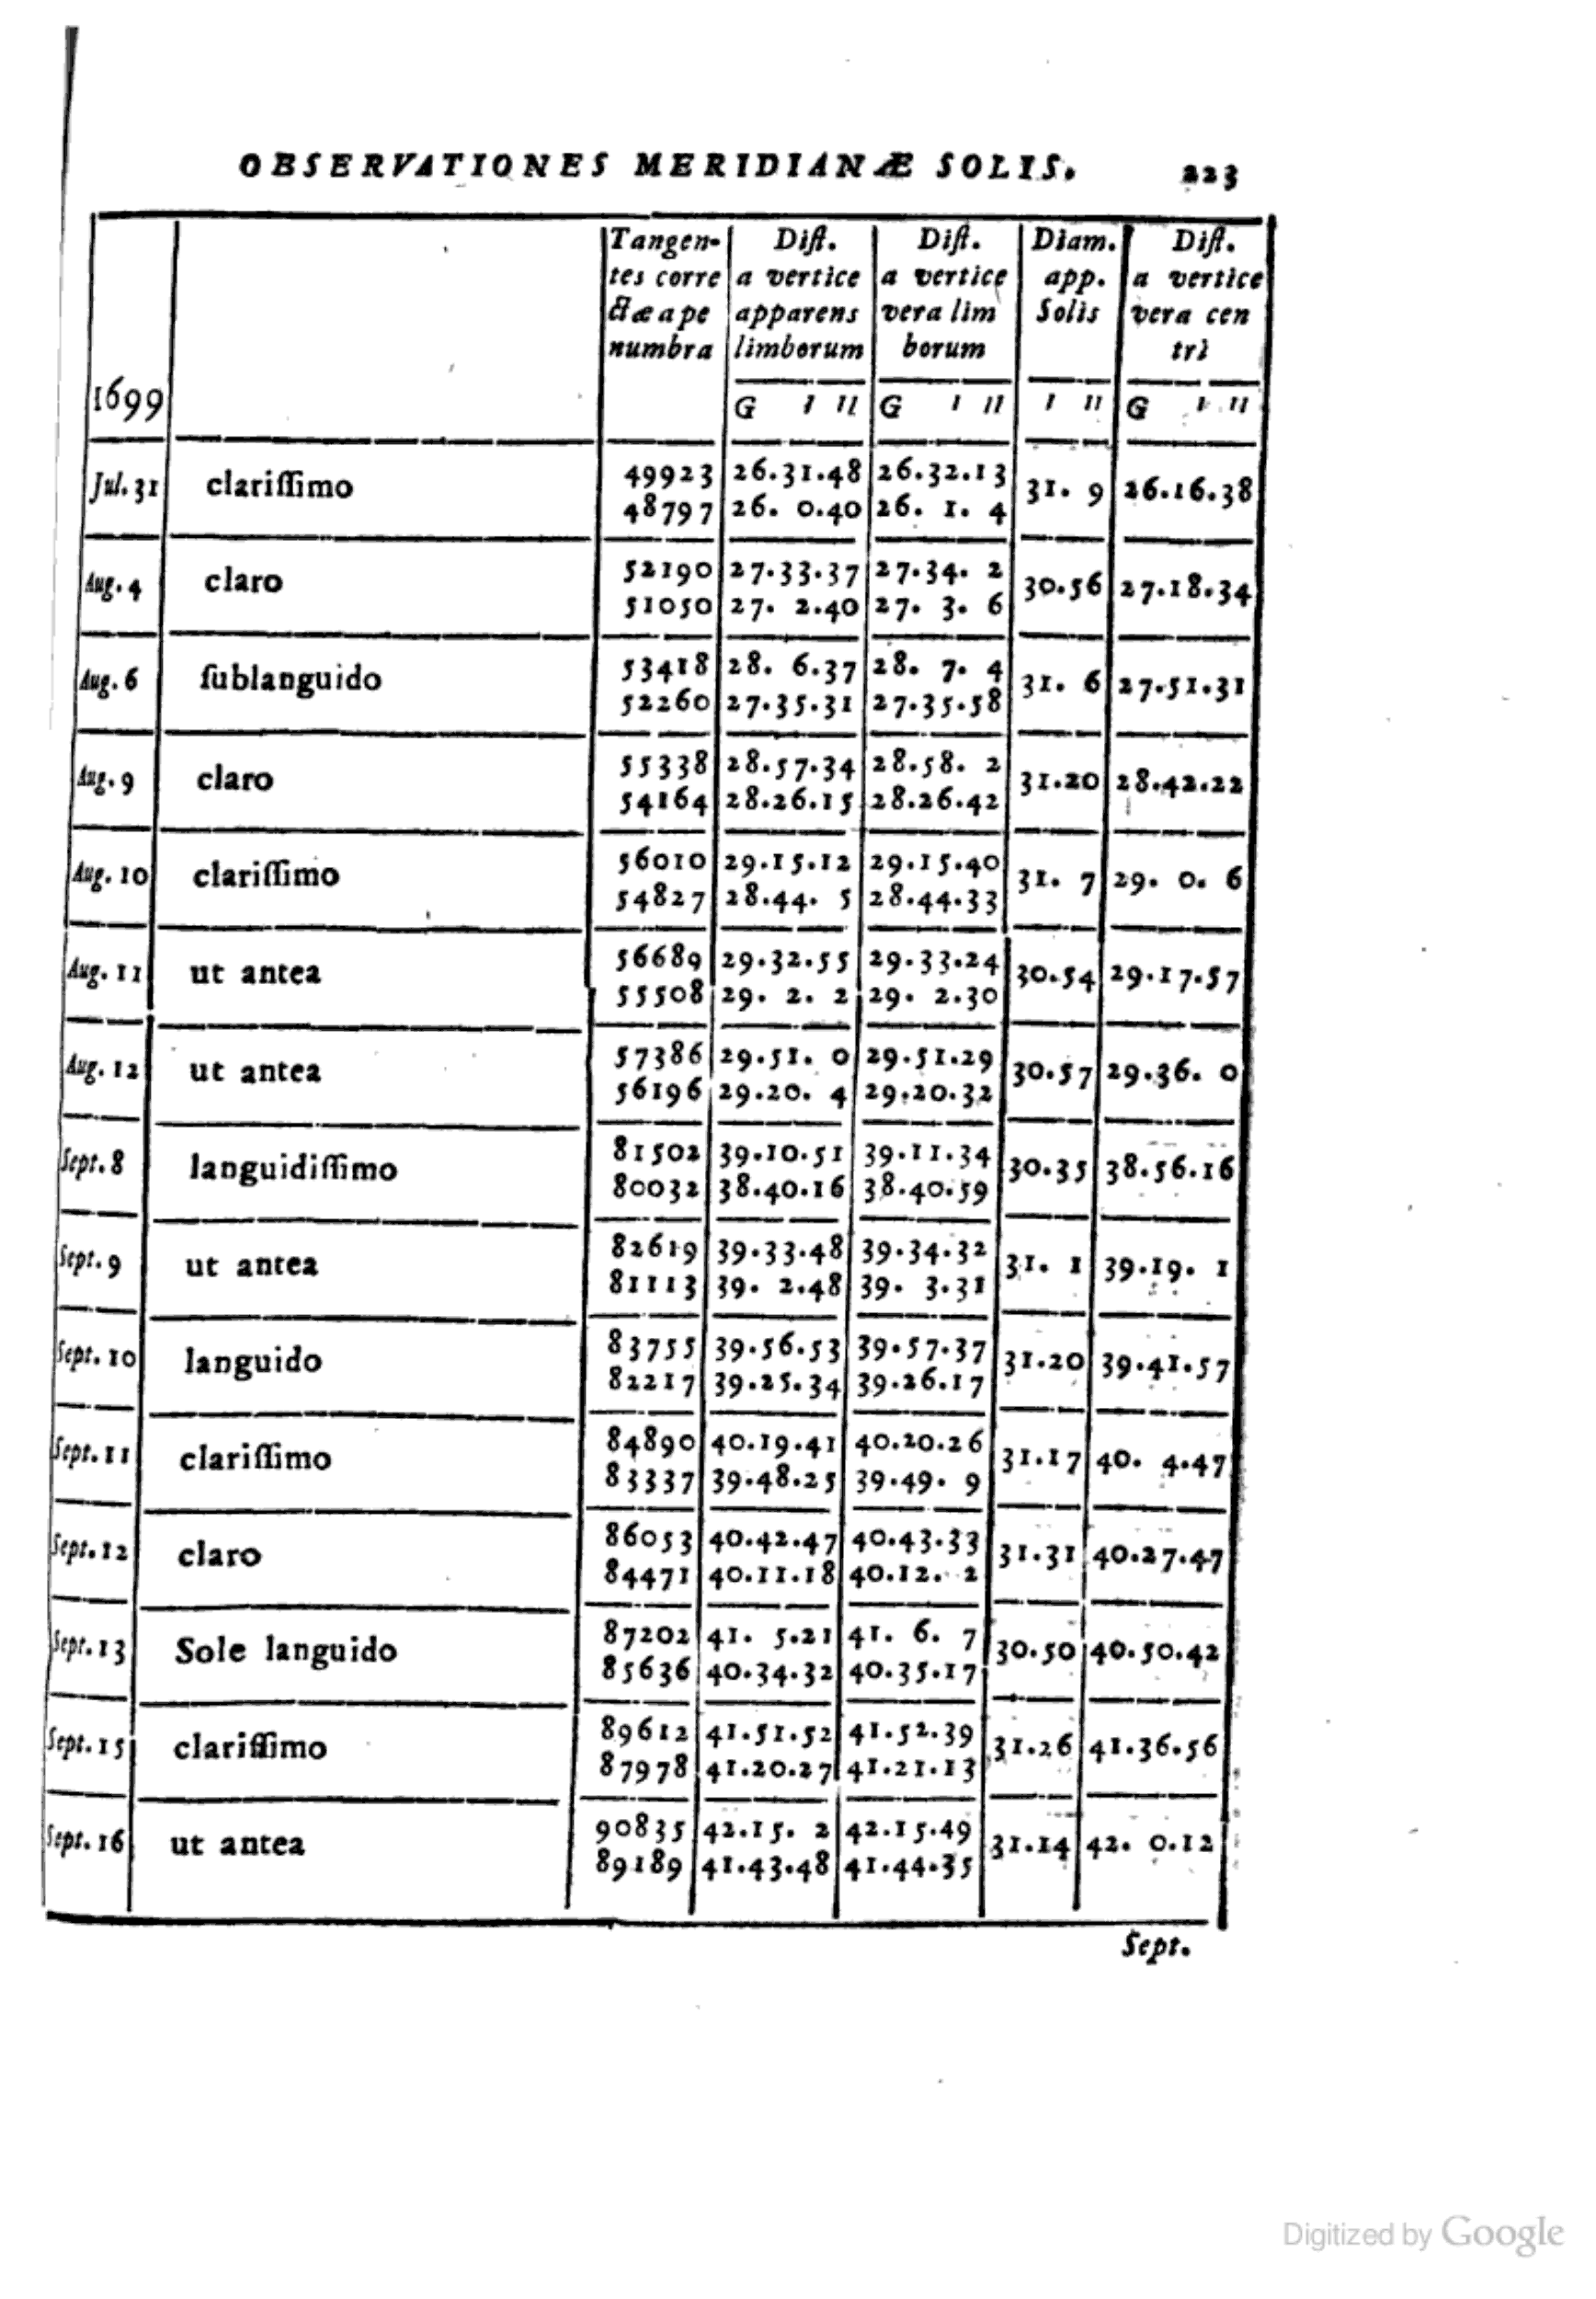 OBSERVATIONES MERIDIANÆ SOLIS. 223
Tangen- Diſt. Diſt. Diam. Diſt.
tes corre a vertice a vertice app. a vertice
ctæ a pe apparens vera lim Solis vera cen
numbra limborum borum tri
1699 G ı ıı G ı ıı ı ıı G ı ıı
49923 26.31.48 26.32.13
Jul. 31 clariſſimo 31. 9 26.16.38
48797 26. 0.40 26. 1. 4
52190 27.33.37 27.34. 2
Aug. 4 claro 30.56 27.18.34
51050 27. 2.40 27. 3. 6
53418 28. 6.37 28. 7. 4
Aug. 6 ſublanguido 31. 6 27.51.31
52260 27.35.31 27.35.58
55338 28.57.34 28.58. 2
Aug. 9 claro 31.20 28.42.22
54164 28.26.15 28.26.42
56010 29.15.12 29.15.40
Aug. 10 clariſſimo 31. 7 29. 0. 6
54827 28.44. 5 28.44.33
56689 29.32.55 29.33.24
Aug. 11 ut antea 30.54 29.17.57
55508 29. 2. 2 29. 2.30
57386 29.51. 0 29.51.29
Aug. 12 ut antea 30.57 29.36. 0
56196 29.20. 4 29.20.32
81502 39.10.51 39.11.34
Sept. 8 languidiſſimo 30.35 38.56.16
80032 38.40.16 38.40.59
82619 39.33.48 39.34.32
Sept. 9 ut antea 31. 1 39.19. 1
81113 39. 2.48 39. 3.31
83755 39.56.53 39.57.37
Sept. 10 languido 31.20 39.41.57
82217 39.25.34 39.26.17
84890 40.19.41 40.20.26
Sept. 11 clariſſimo 31.17 40. 4.47
83337 39.48.25 39.49. 9
86053 40.42.47 40.43.33
Sept. 12 claro 31.31 40.27.47
84471 40.11.18 40.12. 2
87202 41. 5.21 41. 6. 7
Sept. 13 Sole languido 30.50 40.50.42
85636 40.34.32 40.35.17
89612 41.51.52 41.52.39
Sept. 15 clariſſimo 31.26 41.36.56
87978 41.20.27 41.21.13
90835 42.15. 2 42.15.49
Sept. 16 ut antea 31.14 42. 0.12
89189 41.43.48 41.44.35
Sept.
Digitized by Google